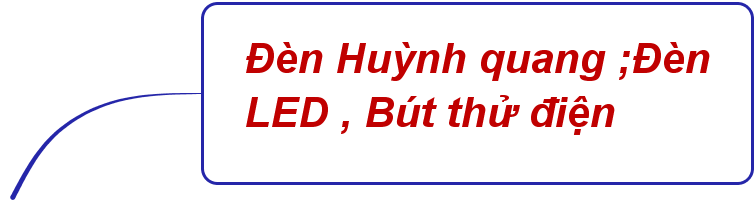 Đèn Huỳnh quang ;Đèn
LED , Bút thử điện